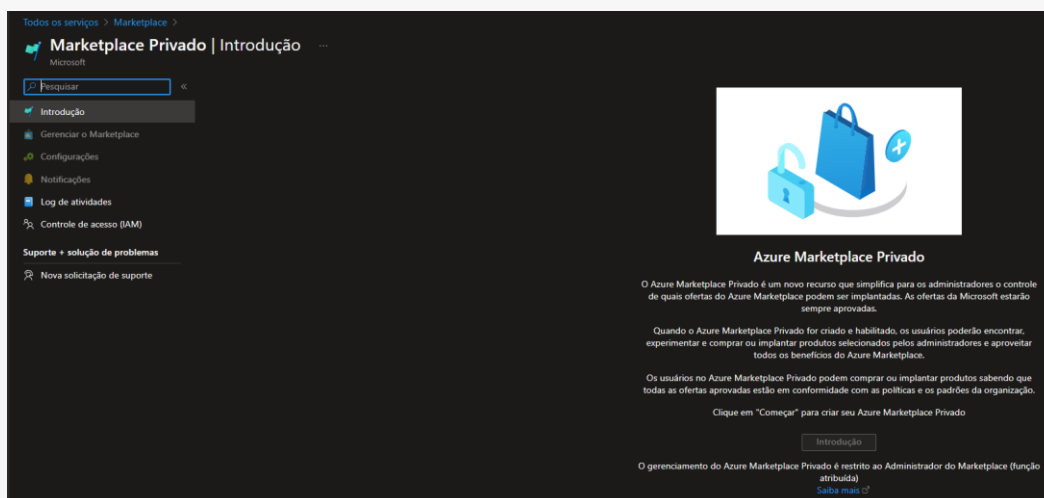 Todos os serviços > Marketplace >
Marketplace Privado | Introdução ...
Microsoft
Pesquisar «
Introdução
Gerenciar o Marketplace
Configurações
Notificações
Log de atividades
Controle de acesso (IAM)
Suporte + solução de problemas
Nova solicitação de suporte
Azure Marketplace Privado
O Azure Marketplace Privado é um novo recurso que simplifica para os administradores o controle
de quais ofertas do Azure Marketplace podem ser implantadas. As ofertas da Microsoft estarão
sempre aprovadas.
Quando o Azure Marketplace Privado for criado e habilitado, os usuários poderão encontrar,
experimentar e comprar ou implantar produtos selecionados pelos administradores e aproveitar
todos os benefícios do Azure Marketplace.
Os usuários no Azure Marketplace Privado podem comprar ou implantar produtos sabendo que
todas as ofertas aprovadas estão em conformidade com as políticas e os padrões da organização.
Clique em "Começar" para criar seu Azure Marketplace Privado
Introdução
O gerenciamento do Azure Marketplace Privado é restrito ao Administrador do Marketplace (função
atribuída)
Saiba mais